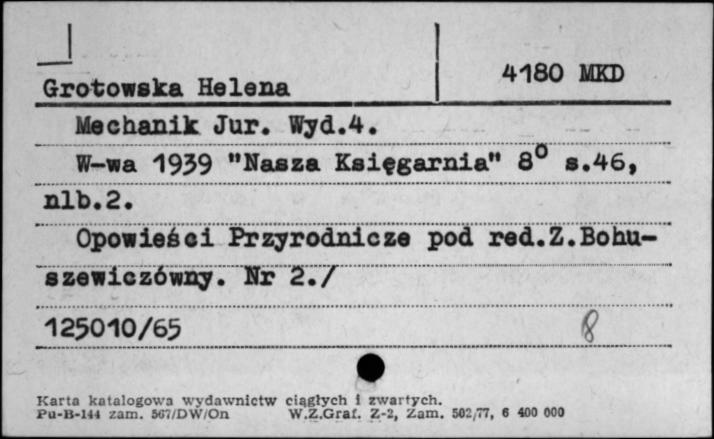 Grotowska Helena
4180 MKD
Mechanik Jur. Wyd.4.
W-wa 1939 "Nasza Księgarnia" 8° s.46,
nlb.2.
Opowieści Przyrodnicze pod red.Z.Bohu-
szewiczówny. Nr 2./
125010/65
8
Karta katalogowa wydawnictw ciągłych i zwartych.
Pu-B-144 zam. 567/DW/On W.Z.Graf. Z-2, Zam. 502/77, 6 400 000